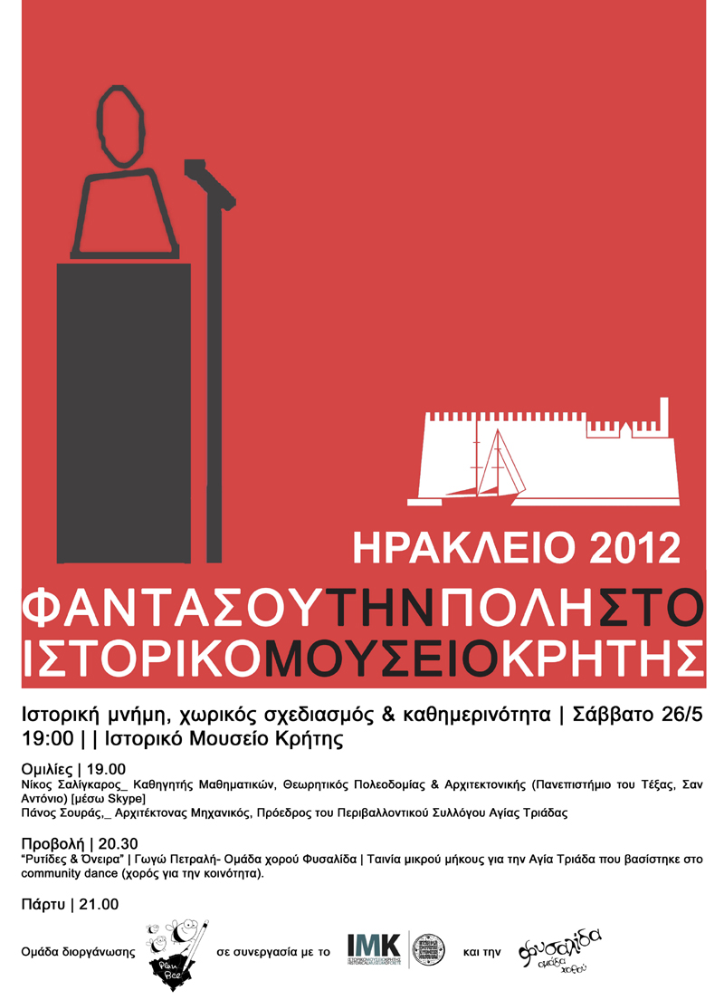 ΗΡΑΚΛΕΙΟ 2012
ΦΑΝΤΑΣΟΥΤΗΝΠΟΛΗΣΤΟ
ΙΣΤΟΡΙΚΟΜΟΥΣΕΙΟΚΡΗΤΗΣ
Ιστορική μνήμη, χωρικός σχεδιασμός & καθημερινότητα | Σάββατο 26/5
19:00 | | Ιστορικό Μουσείο Κρήτης
Ομιλίες | 19.00
Νίκος Σαλίγκαρος_ Καθηγητής Μαθηματικών, Θεωρητικός Πολεοδομίας & Αρχιτεκτονικής (Πανεπιστήμιο του Τέξας, Σαν
Αντόνιο) [μέσω Skype]
Πάνος Σουράς,_ Αρχιτέκτονας Μηχανικός, Πρόεδρος του Περιβαλλοντικού Συλλόγου Αγίας Τριάδας
Προβολή | 20.30
“Ρυτίδες & Όνειρα” | Γωγώ Πετραλή- Ομάδα χορού Φυσαλίδα | Ταινία μικρού μήκους για την Αγία Τριάδα που βασίστηκε στο
community dance (χορός για την κοινότητα).
Πάρτυ | 21.00
Ομάδα διοργάνωσης
σε συνεργασία με το
ΙΜΚ
ΙΣΤΟΡΙΚΟΜΟΥΣΕΙΟΚΡΗΤΗΣ
HISTORICALMUSEUMOFCRETE
και την
φυσαλίδα
ομάδα
χορού